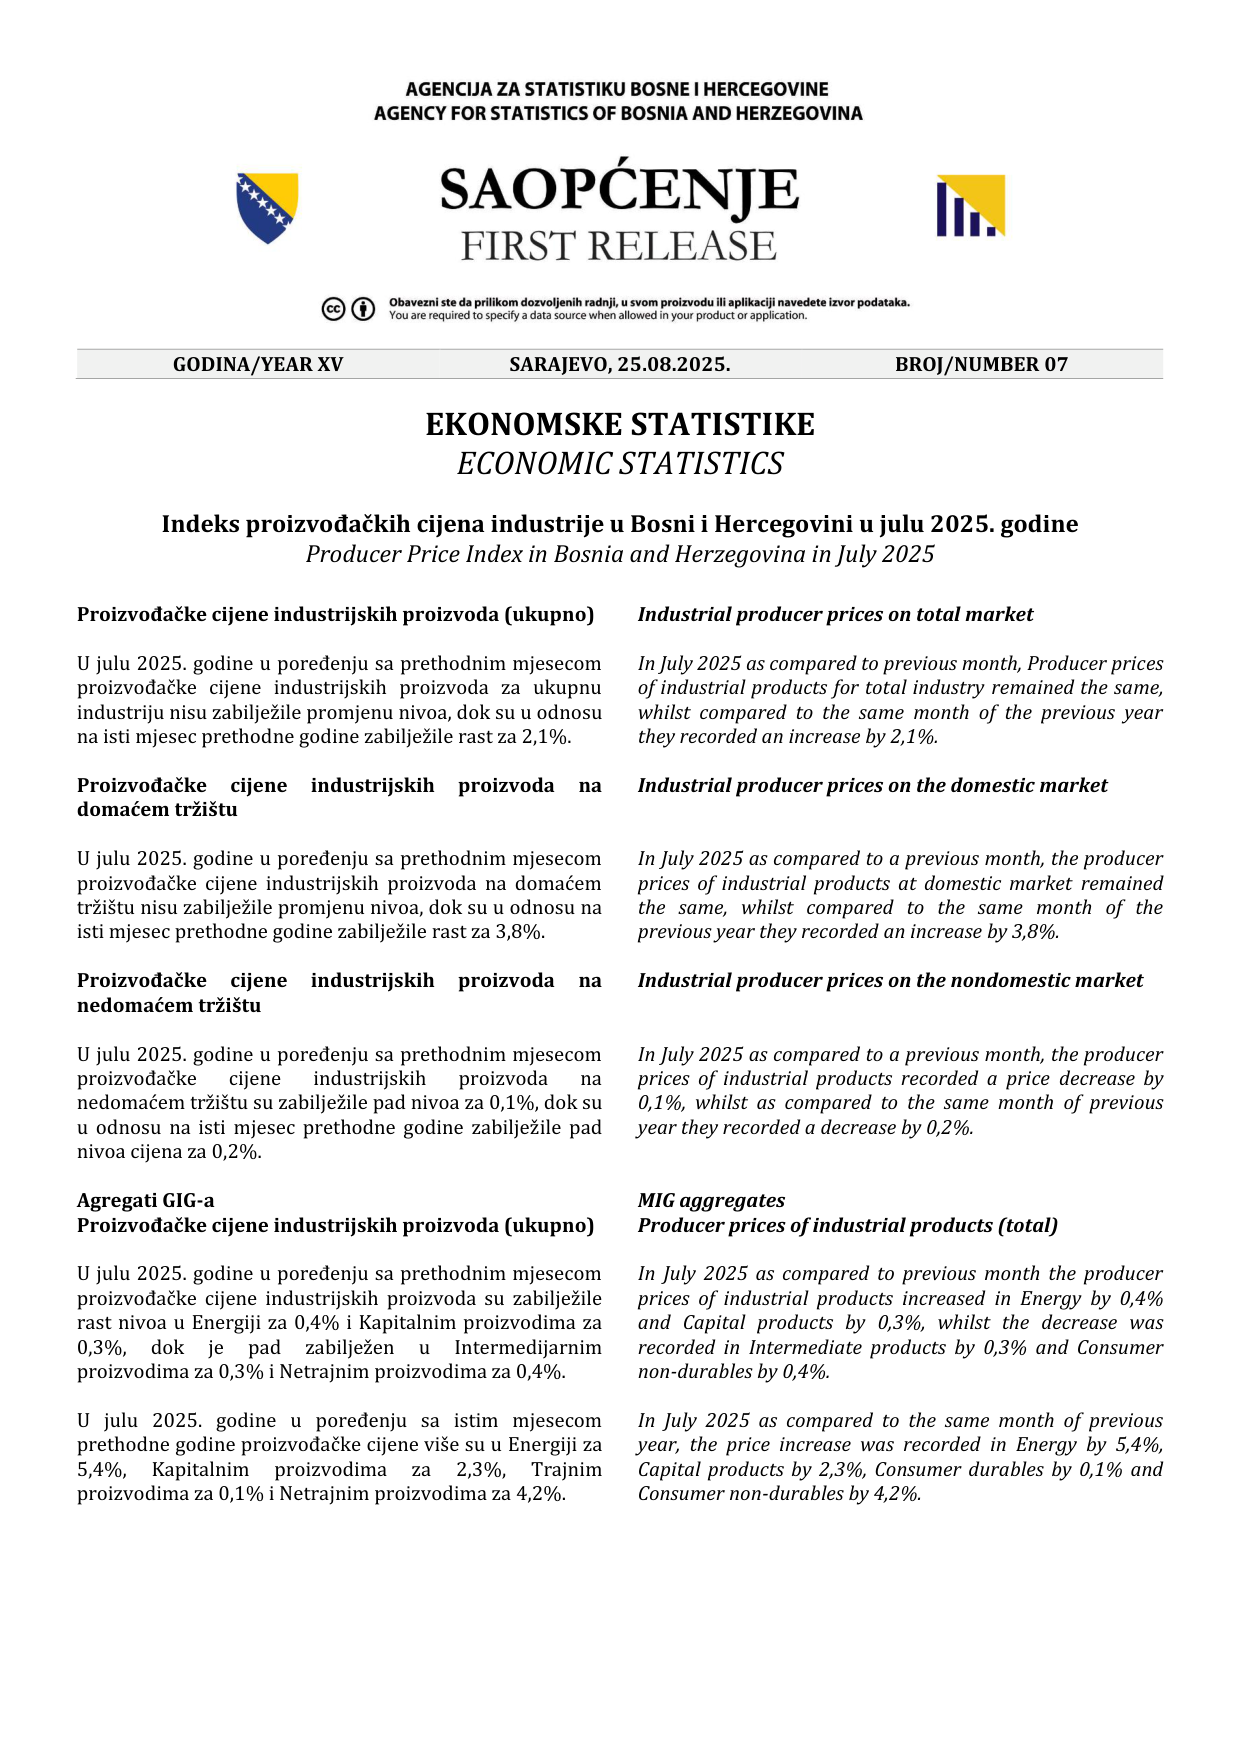 AGENCIJA ZA STATISTIKU BOSNE I HERCEGOVINE
AGENCY FOR STATISTICS OF BOSNIA AND HERZEGOVINA
SAOPĆENJE
FIRST RELEASE
cc
Obavezni ste da prilikom dozvoljenih radnji, u svom proizvodu ili aplikaciji navedete izvor podataka.
You are required to specify a data source when allowed in your product or application.
GODINA/YEAR XV SARAJEVO, 25.08.2025. BROJ/NUMBER 07
EKONOMSKE STATISTIKE
ECONOMIC STATISTICS
Indeks proizvođačkih cijena industrije u Bosni i Hercegovini u julu 2025. godine
Producer Price Index in Bosnia and Herzegovina in July 2025
Proizvođačke cijene industrijskih proizvoda (ukupno)
U julu 2025. godine u poređenju sa prethodnim mjesecom
proizvođačke cijene industrijskih proizvoda za ukupnu
industriju nisu zabilježile promjenu nivoa, dok su u odnosu
na isti mjesec prethodne godine zabilježile rast za 2,1%.
Proizvođačke cijene industrijskih proizvoda na
domaćem tržištu
U julu 2025. godine u poređenju sa prethodnim mjesecom
proizvođačke cijene industrijskih proizvoda na domaćem
tržištu nisu zabilježile promjenu nivoa, dok su u odnosu na
isti mjesec prethodne godine zabilježile rast za 3,8%.
Proizvođačke cijene industrijskih proizvoda na
nedomaćem tržištu
U julu 2025. godine u poređenju sa prethodnim mjesecom
proizvođačke cijene industrijskih proizvoda na
nedomaćem tržištu su zabilježile pad nivoa za 0,1%, dok su
u odnosu na isti mjesec prethodne godine zabilježile pad
nivoa cijena za 0,2%.
Agregati GIG-a
Proizvođačke cijene industrijskih proizvoda (ukupno)
U julu 2025. godine u poređenju sa prethodnim mjesecom
proizvođačke cijene industrijskih proizvoda su zabilježile
rast nivoa u Energiji za 0,4% i Kapitalnim proizvodima za
0,3%, dok je pad zabilježen u Intermedijarnim
proizvodima za 0,3% i Netrajnim proizvodima za 0,4%.
U julu 2025. godine u poređenju sa istim mjesecom
prethodne godine proizvođačke cijene više su u Energiji za
5,4%, Kapitalnim proizvodima za 2,3%, Trajnim
proizvodima za 0,1% i Netrajnim proizvodima za 4,2%.
Industrial producer prices on total market
In July 2025 as compared to previous month, Producer prices
of industrial products for total industry remained the same,
whilst compared to the same month of the previous year
they recorded an increase by 2,1%.
Industrial producer prices on the domestic market
In July 2025 as compared to a previous month, the producer
prices of industrial products at domestic market remained
the same, whilst compared to the same month of the
previous year they recorded an increase by 3,8%.
Industrial producer prices on the nondomestic market
In July 2025 as compared to a previous month, the producer
prices of industrial products recorded a price decrease by
0,1%, whilst as compared to the same month of previous
year they recorded a decrease by 0,2%.
MIG aggregates
Producer prices of industrial products (total)
In July 2025 as compared to previous month the producer
prices of industrial products increased in Energy by 0,4%
and Capital products by 0,3%, whilst the decrease was
recorded in Intermediate products by 0,3% and Consumer
non-durables by 0,4%.
In July 2025 as compared to the same month of previous
year, the price increase was recorded in Energy by 5,4%,
Capital products by 2,3%, Consumer durables by 0,1% and
Consumer non-durables by 4,2%.